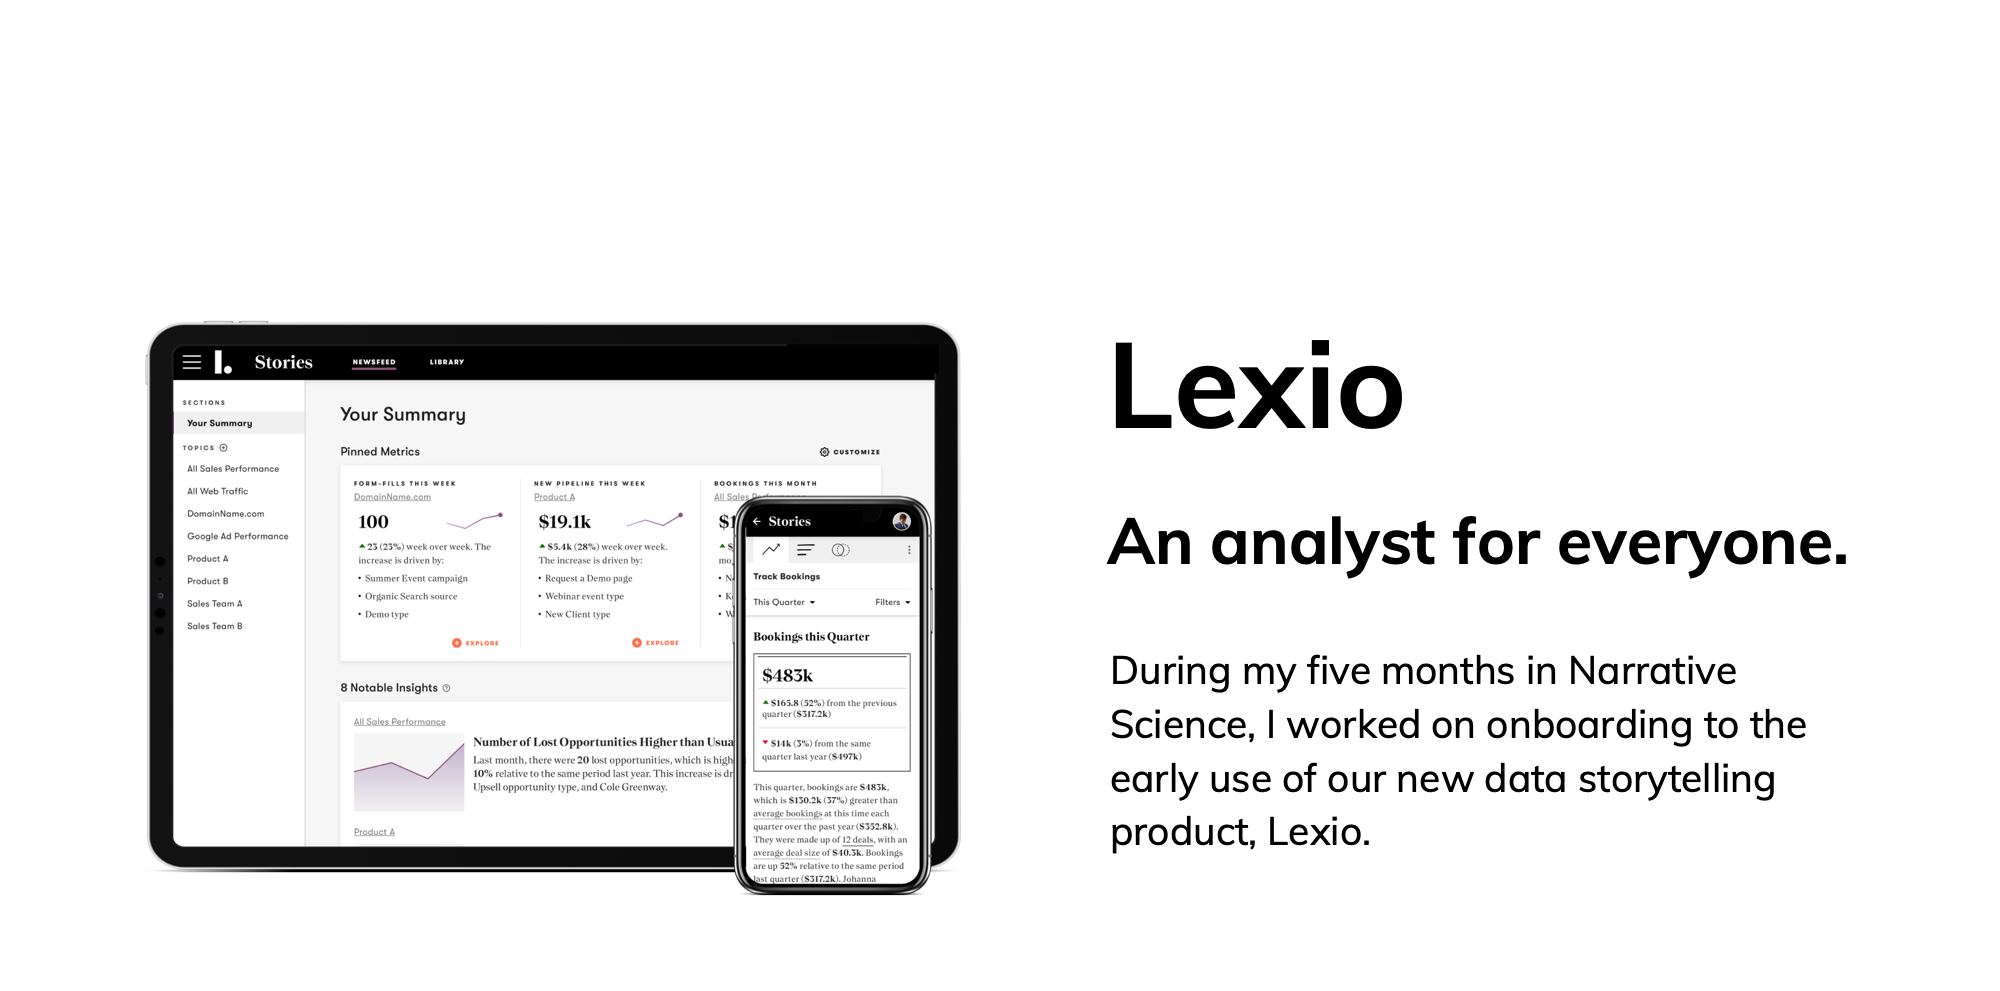 Stories
NEWSFEED
LIBRARY
SECTIONS
Your Summary
TOPICS
All Sales Performance
All Web Traffic
DomainName.com
Google Ad Performance
Product A
Product B
Sales Team A
Sales Team B
Your Summary
Pinned Metrics
CUSTOMIZE
FORM-FILLS THIS WEEK
DomainName.com
100
23 (23%) week over week. The
increase is driven by:
• Summer Event campaign
• Organic Search source
• Demo type
EXPLORE
NEW PIPELINE THIS WEEK
Product A
$19.1k
$5.4k (28%) week over week.
The increase is driven by:
• Request a Demo page
• Webinar event type
• New Client type
EXPLORE
BOOKINGS THIS MONTH
All Sales Performance
8 Notable Insights
All Sales Performance
Number of Lost Opportunities Higher than
Last month, there were 20 lost opportunities, which is
10% relative to the same period last year. This increase is
Upsell opportunity type, and Cole Greenway.
Product A
Stories
Track Bookings
This Quarter
Filters
Bookings this Quarter
$483k
$165.8 (52%) from the previous
quarter ($317.2k)
$14k (3%) from the same
quarter last year ($497k)
This quarter, bookings are $483k,
which is $130.2k (37%) greater than
average bookings at this time each
quarter over the past year ($352.8k).
They were made up of 12 deals, with an
average deal size of $40.3k. Bookings
are up 52% relative to the same period
last quarter ($317.2k). Johanna
Lexio
An analyst for everyone.
During my five months in Narrative
Science, I worked on onboarding to the
early use of our new data storytelling
product, Lexio.